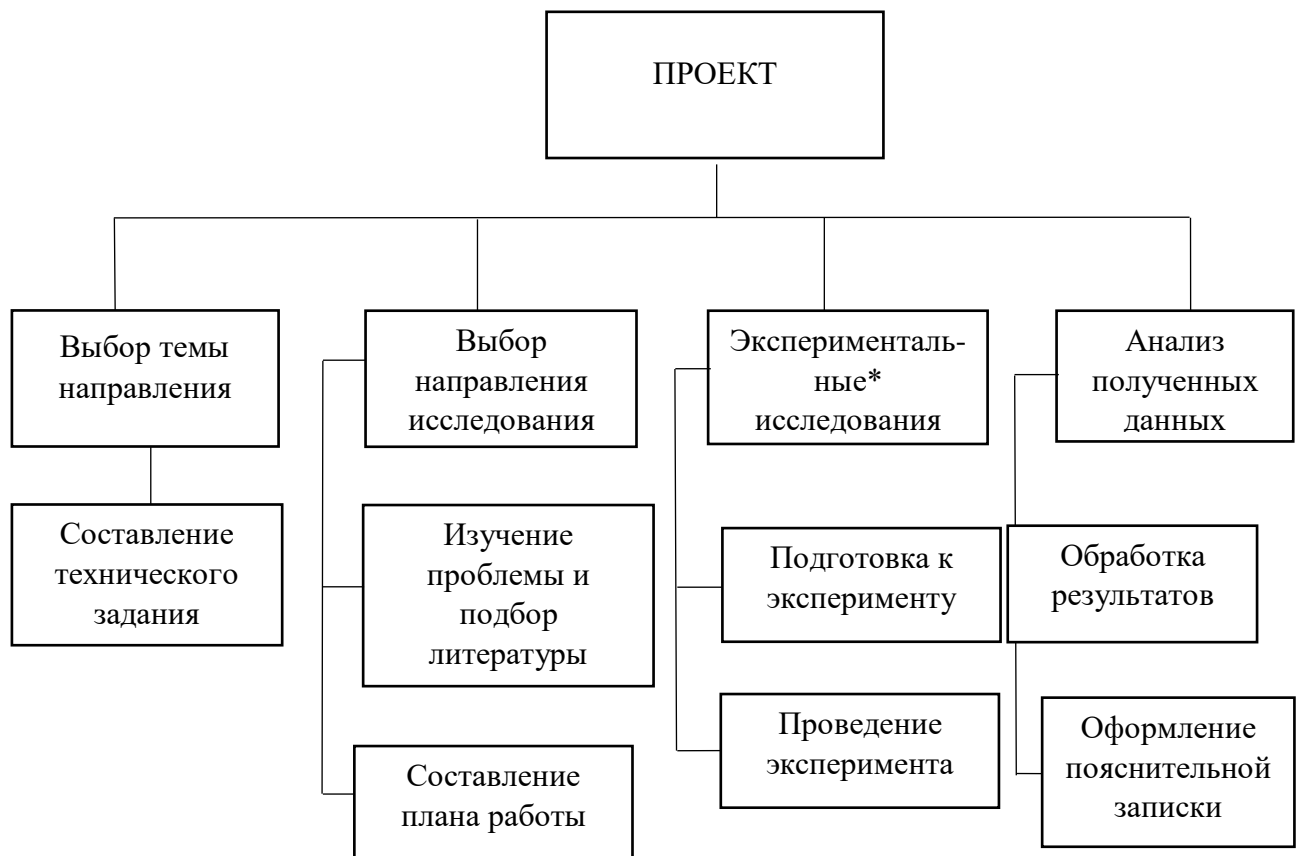 ПРОЕКТ
Выбор темы
направления
Выбор
направления
исследования
Эксперименталь-
ные*
исследования
Анализ
полученных
данных
Составление
технического
задания
Изучение
проблемы и
подбор
литературы
Подготовка к
эксперименту
Обработка
результатов
Составление
плана работы
Проведение
эксперимента
Оформление
пояснительной
записки